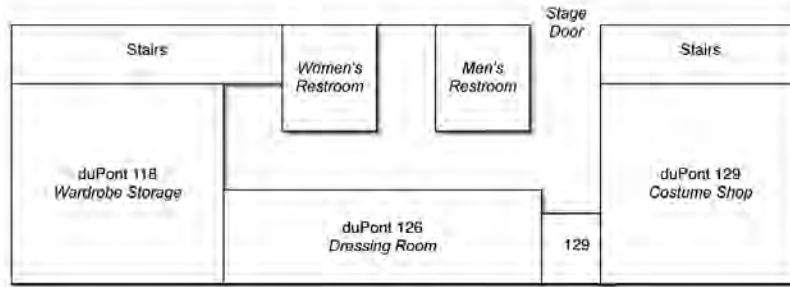 Stage
Door
Stairs
Women's
Restroom
Men's
Restroom
Stairs
duPont 118
Wardrobe Storage
duPont 129
Costume Shop
duPont 126
Dressing Room
129